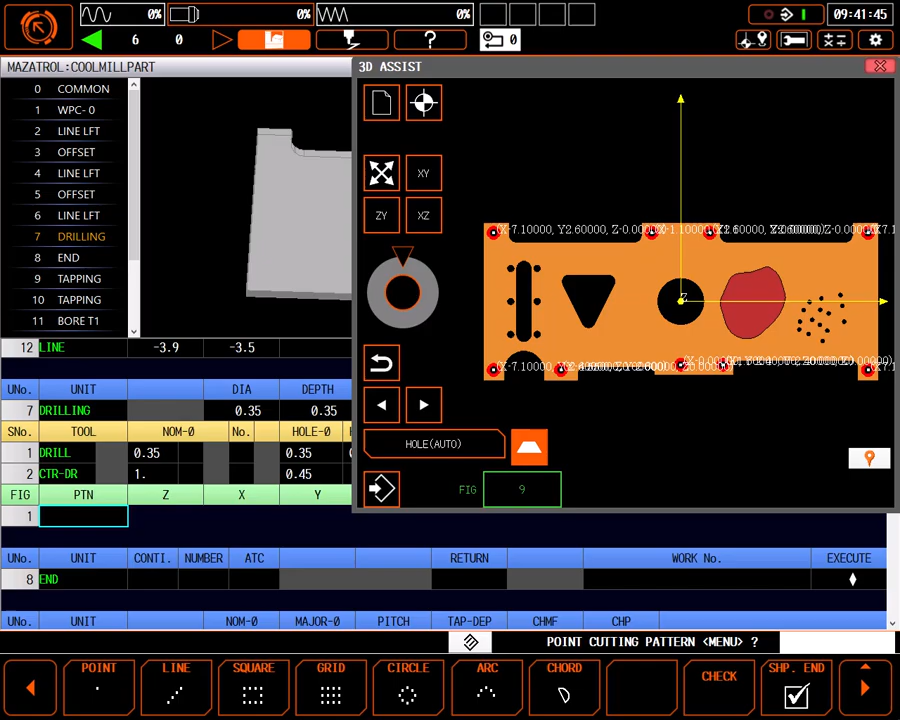 0% 0% 0% 09:41:45
6 0 ? 0
MAZATROL:COOLMILLPART
0 COMMON
1 WPC- 0
2 LINE LFT
3 OFFSET
4 LINE LFT
5 OFFSET
6 LINE LFT
7 DRILLING
8 END
9 TAPPING
10 TAPPING
11 BORE T1
3D ASSIST
XY
ZY XZ
Z
HOLE(AUTO)
FIG 9
12 LINE -3.9 -3.5
UNo. UNIT DIA DEPTH
7 DRILLING 0.35 0.35
SNo. TOOL NOM-0 No. HOLE-0
1 DRILL 0.35 0.35
2 CTR-DR 1. 0.45
FIG PTN Z X Y
1
UNo. UNIT CONTI. NUMBER ATC RETURN WORK No. EXECUTE
8 END
UNo. UNIT NOM-0 MAJOR-0 PITCH TAP-DEP CHMF CHP
POINT CUTTING PATTERN <MENU> ?
POINT LINE SQUARE GRID CIRCLE ARC CHORD CHECK SHP. END